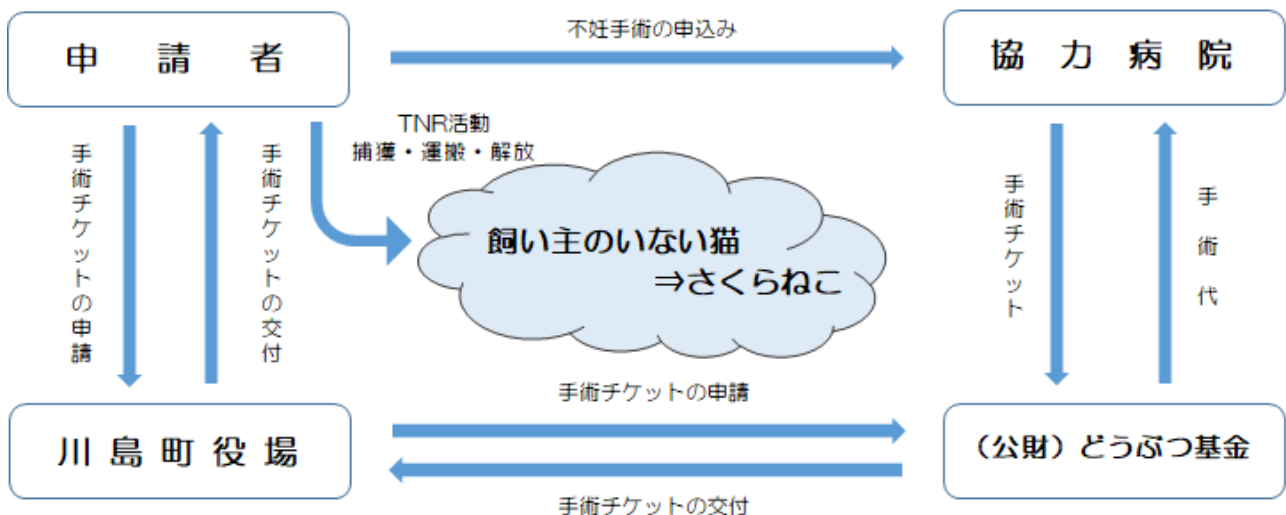 申請者
不妊手術の申込み
協力病院
TNR活動
捕獲・運搬・解放
手術チケットの申請
手術チケットの交付
飼い主のいない猫
⇒さくらねこ
手術チケット
手術代
手術チケットの申請
川島町役場
(公財)どうぶつ基金
手術チケットの交付